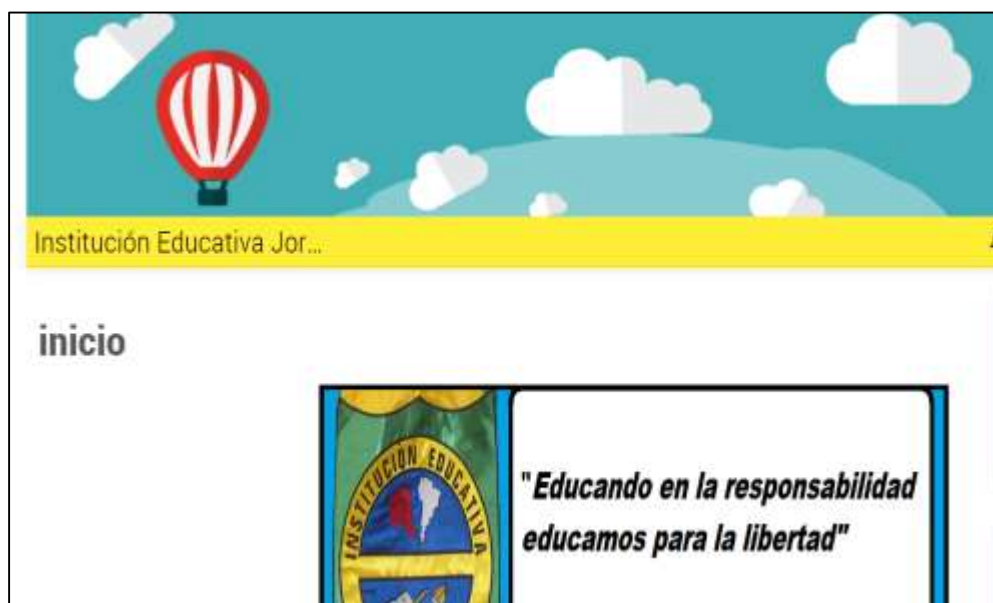 Institución Educativa Jor...
inicio
INSTITUCIÓN EDUCATIVA
"Educando en la responsabilidad
educamos para la libertad"